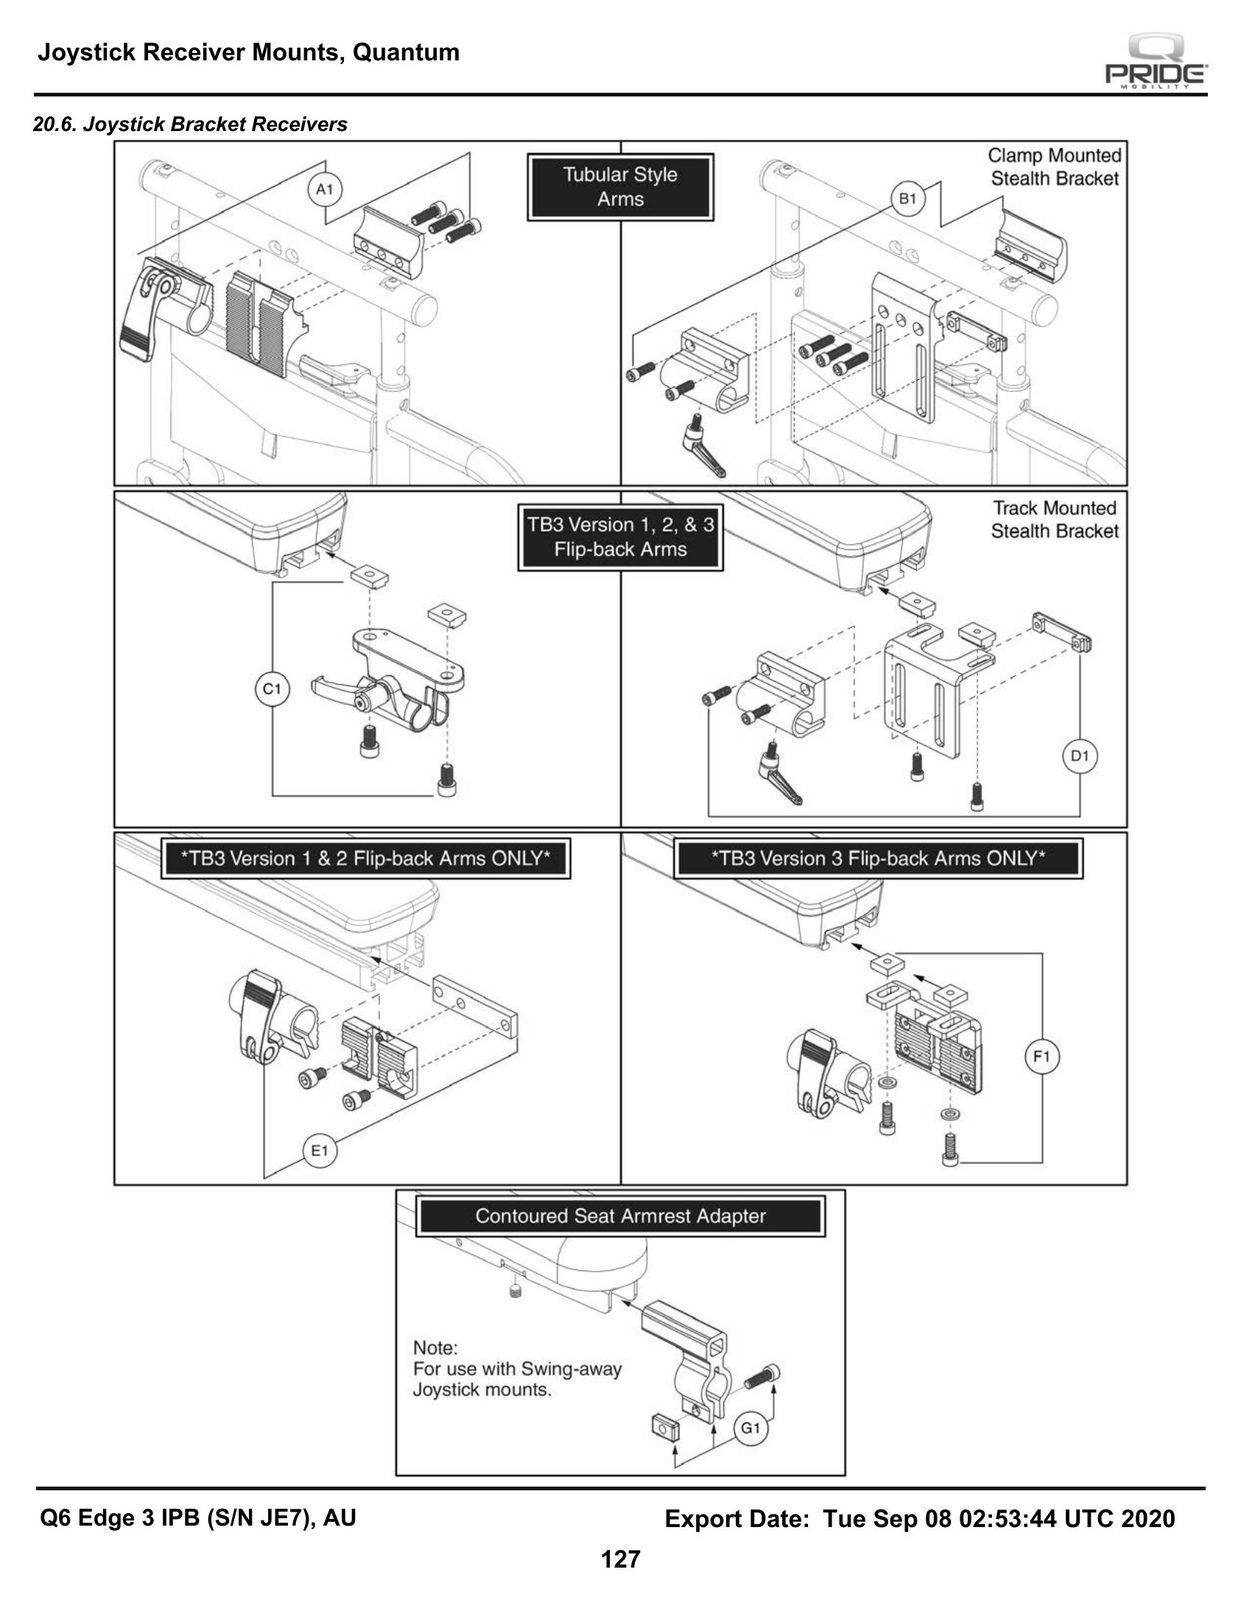 Joystick Receiver Mounts, Quantum
Q
PRIDE
MOBILITY
20.6. Joystick Bracket Receivers
Tubular Style
Arms
Clamp Mounted
Stealth Bracket
A1
B1
TB3 Version 1, 2, & 3
Flip-back Arms
Track Mounted
Stealth Bracket
C1
D1
*TB3 Version 1 & 2 Flip-back Arms ONLY*
*TB3 Version 3 Flip-back Arms ONLY*
E1
F1
Contoured Seat Armrest Adapter
Note:
For use with Swing-away
Joystick mounts.
G1
Q6 Edge 3 IPB (S/N JE7), AU
Export Date: Tue Sep 08 02:53:44 UTC 2020
127